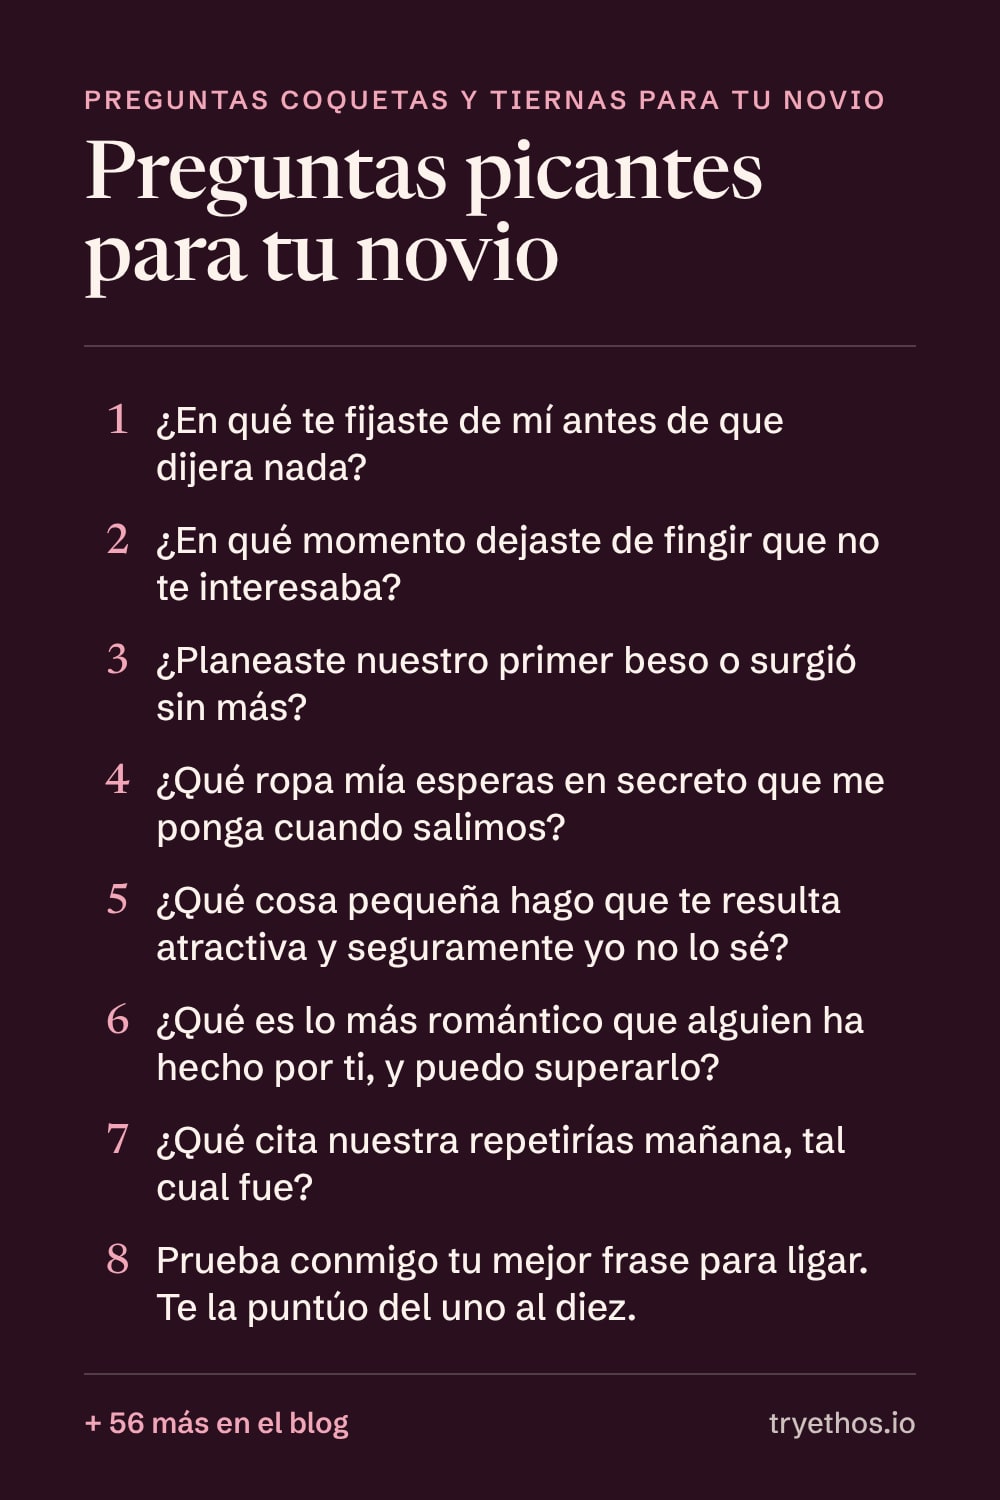 PREGUNTAS COQUETAS Y TIERNAS PARA TU NOVIO
Preguntas picantes
para tu novio
1 ¿En qué te fijaste de mí antes de que
dijera nada?
2 ¿En qué momento dejaste de fingir que no
te interesaba?
3 ¿Planeaste nuestro primer beso o surgió
sin más?
4 ¿Qué ropa mía esperas en secreto que me
ponga cuando salimos?
5 ¿Qué cosa pequeña hago que te resulta
atractiva y seguramente yo no lo sé?
6 ¿Qué es lo más romántico que alguien ha
hecho por ti, y puedo superarlo?
7 ¿Qué cita nuestra repetirías mañana, tal
cual fue?
8 Prueba conmigo tu mejor frase para ligar.
Te la puntúo del uno al diez.
+ 56 más en el blog
tryethos.io